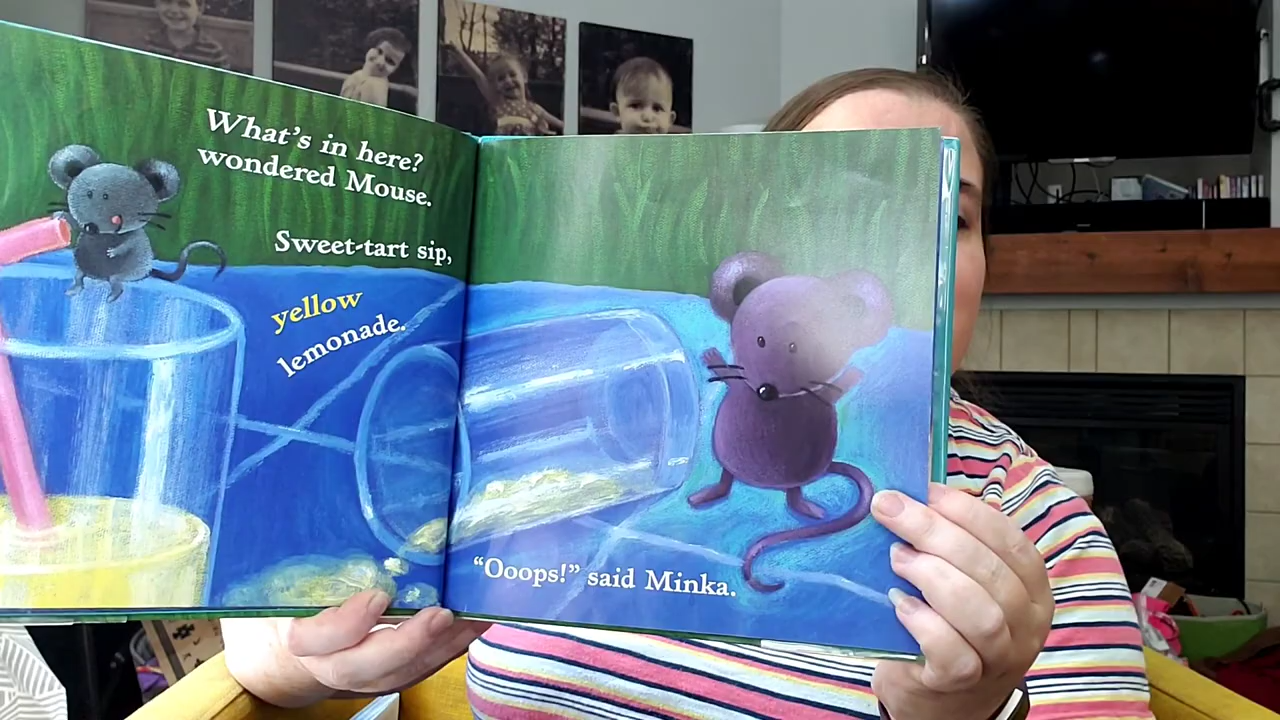 What's in here?
wondered Mouse.
Sweet-tart sip,
yellow
lemonade.
"Ooops!" said Minka.